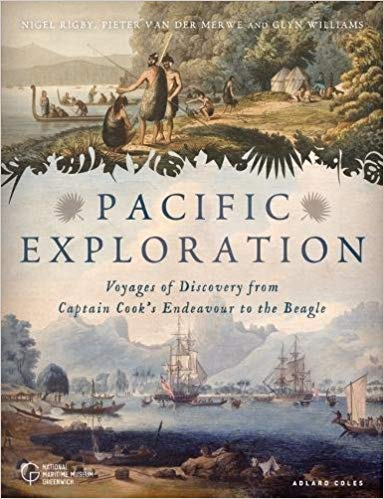 NIGEL RIGBY, PIETER VAN DER MERWE AND GLYN WILLIAMS
PACIFIC
EXPLORATION
Voyages of Discovery from
Captain Cook's Endeavour to the Beagle
NATIONAL
MARITIME MUSEUM
GREENWICH
ADLARD COLES